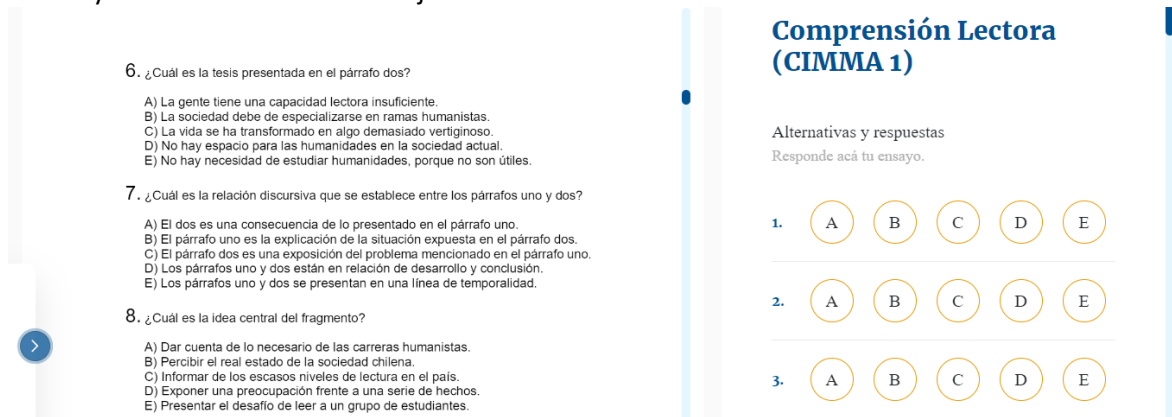 6. ¿Cuál es la tesis presentada en el párrafo dos?
A) La gente tiene una capacidad lectora insuficiente.
B) La sociedad debe de especializarse en ramas humanistas.
C) La vida se ha transformado en algo demasiado vertiginoso.
D) No hay espacio para las humanidades en la sociedad actual.
E) No hay necesidad de estudiar humanidades, porque no son útiles.
7. ¿Cuál es la relación discursiva que se establece entre los párrafos uno y dos?
A) El dos es una consecuencia de lo presentado en el párrafo uno.
B) El párrafo uno es la explicación de la situación expuesta en el párrafo dos.
C) El párrafo dos es una exposición del problema mencionado en el párrafo uno.
D) Los párrafos uno y dos están en relación de desarrollo y conclusión.
E) Los párrafos uno y dos se presentan en una línea de temporalidad.
8. ¿Cuál es la idea central del fragmento?
A) Dar cuenta de lo necesario de las carreras humanistas.
B) Percibir el real estado de la sociedad chilena.
C) Informar de los escasos niveles de lectura en el país.
D) Exponer una preocupación frente a una serie de hechos.
E) Presentar el desafío de leer a un grupo de estudiantes.
Comprensión Lectora
(CIMMA 1)
Alternativas y respuestas
Responde acá tu ensayo.
1. A B C D E
2. A B C D E
3. A B C D E